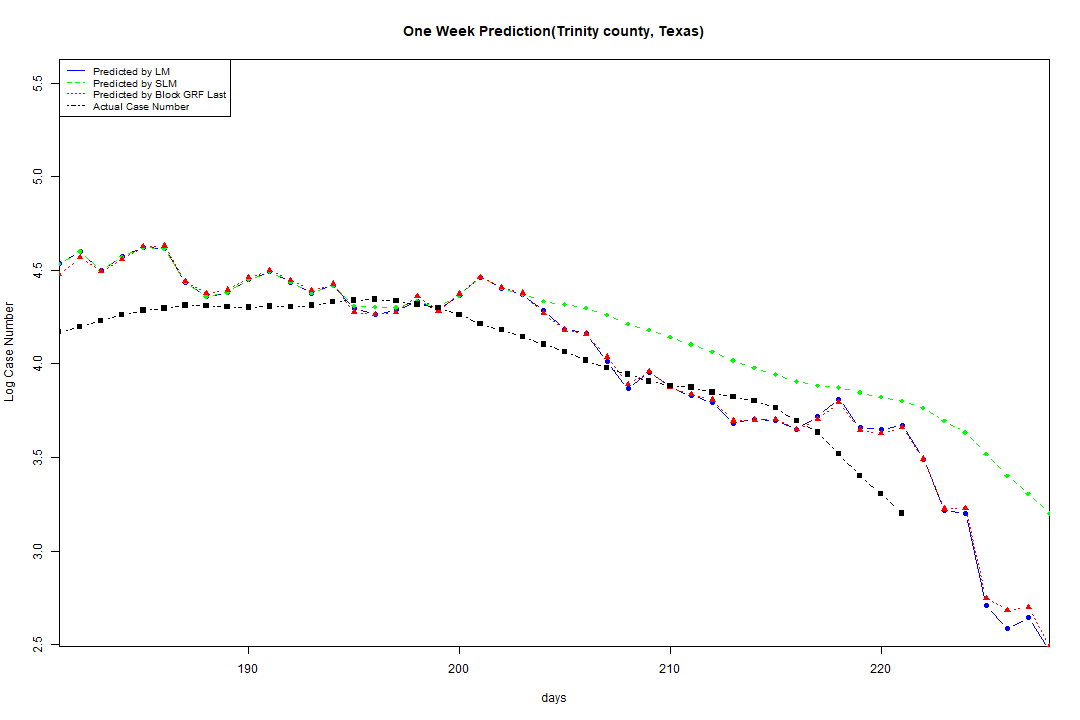 One Week Prediction(Trinity county, Texas)
Predicted by LM
Predicted by SLM
Predicted by Block GRF Last
Actual Case Number
5.5
5.0
4.5
4.0
3.5
3.0
2.5
Log Case Number
190 200 210 220
days